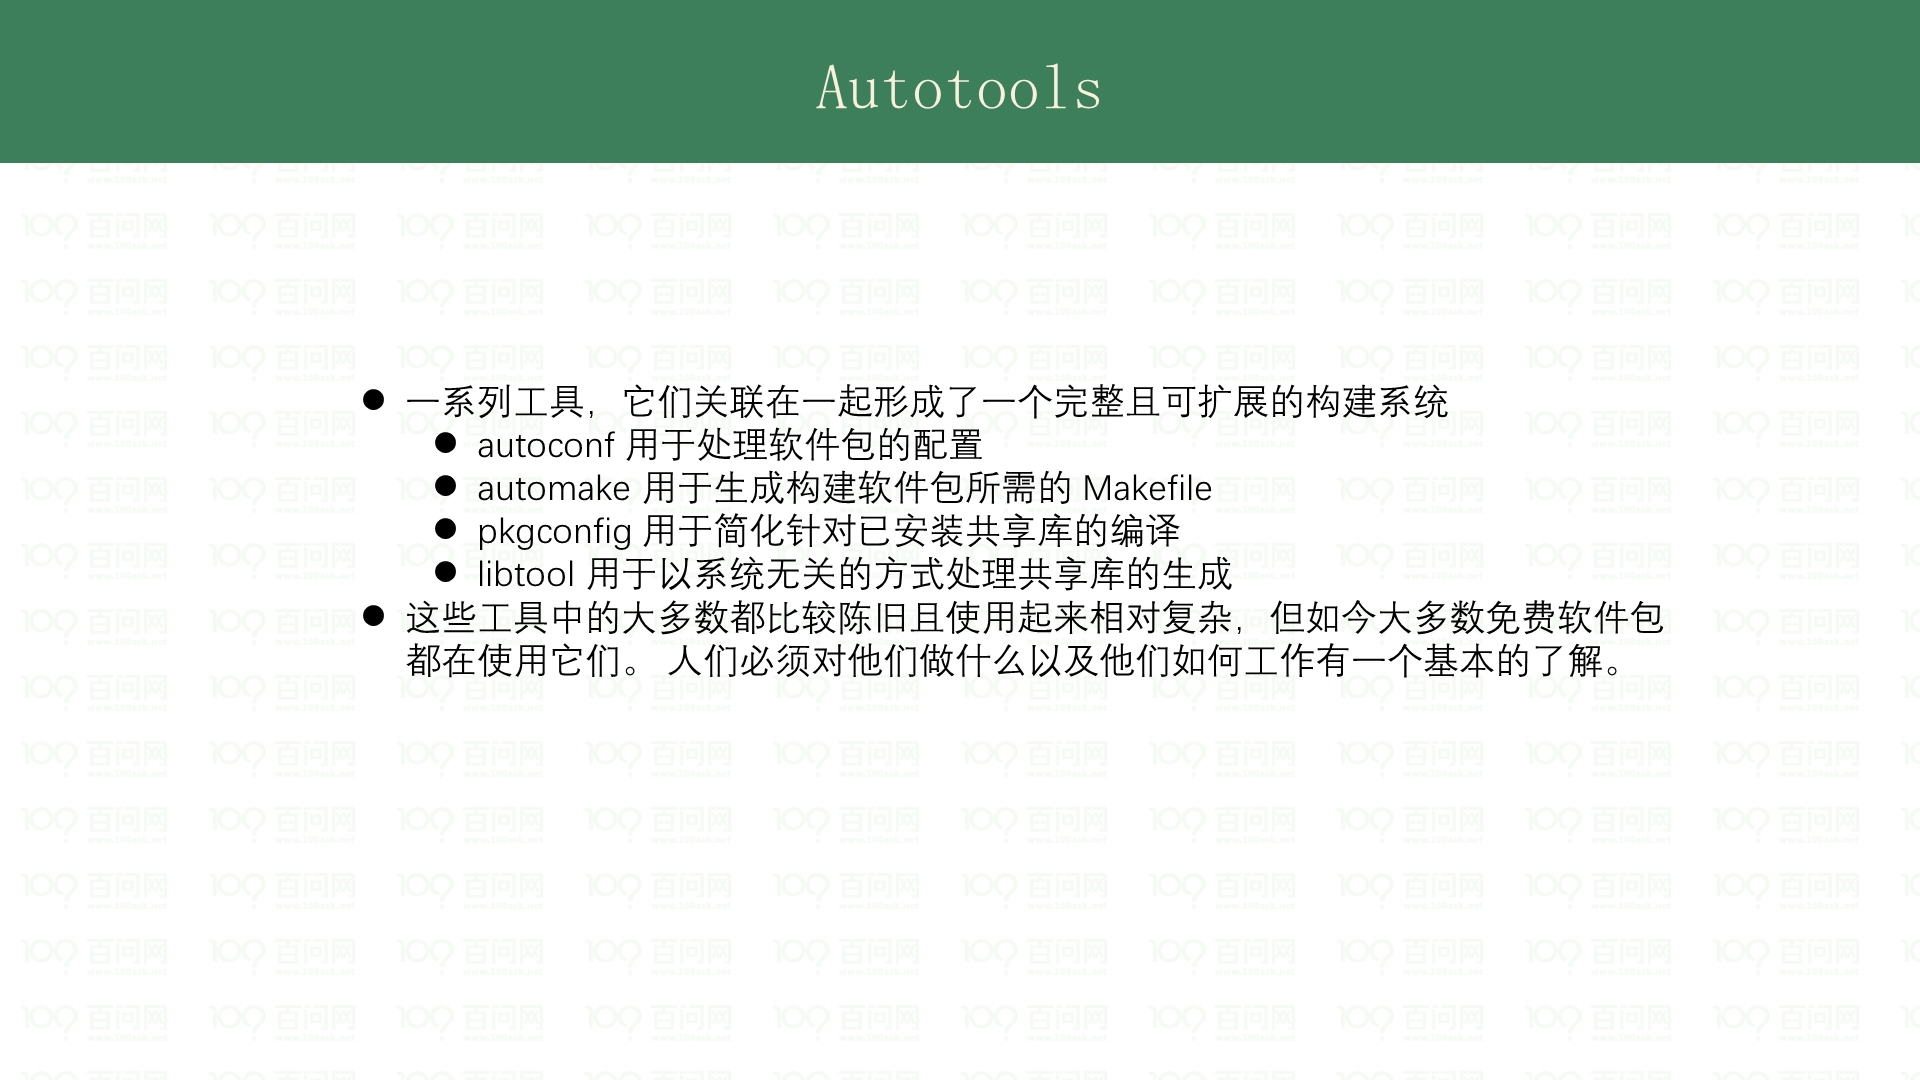 Autotools
一系列工具，它们关联在一起形成了一个完整且可扩展的构建系统
autoconf 用于处理软件包的配置
automake 用于生成构建软件包所需的 Makefile
pkgconfig 用于简化针对已安装共享库的编译
libtool 用于以系统无关的方式处理共享库的生成
这些工具中的大多数都比较陈旧且使用起来相对复杂，但如今大多数免费软件包
都在使用它们。 人们必须对他们做什么以及他们如何工作有一个基本的了解。
百问网
www.100ask.net